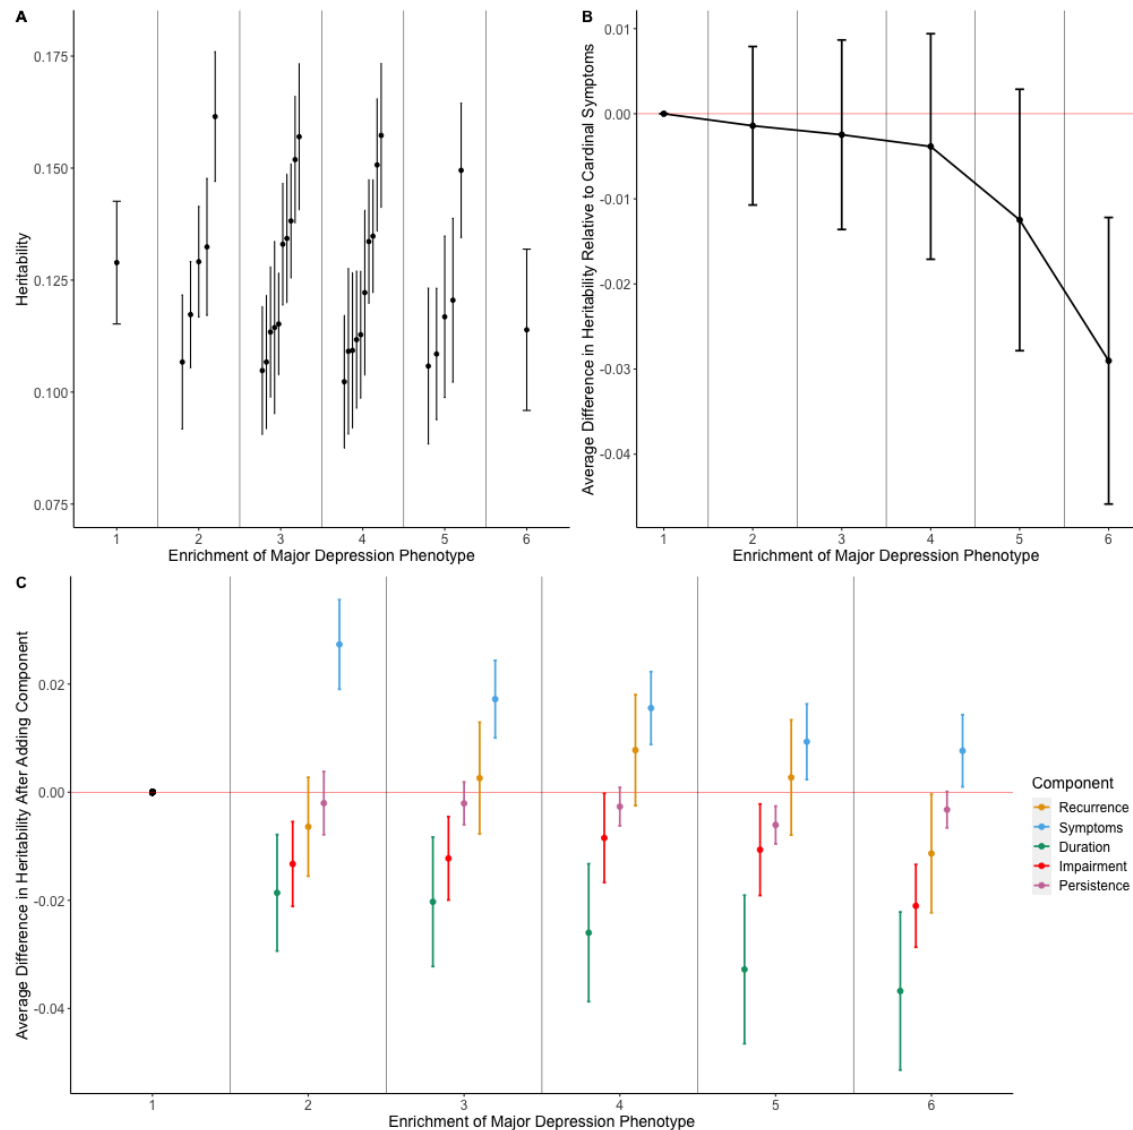 A
Heritability
0.175
0.150
0.125
0.100
0.075
1 2 3 4 5 6
Enrichment of Major Depression Phenotype
B
Average Difference in Heritability Relative to Cardinal Symptoms
0.01
0.00
-0.01
-0.02
-0.03
-0.04
1 2 3 4 5 6
Enrichment of Major Depression Phenotype
C
Average Difference in Heritability After Adding Component
0.02
0.00
-0.02
-0.04
1 2 3 4 5 6
Enrichment of Major Depression Phenotype
Component
Recurrence
Symptoms
Duration
Impairment
Persistence